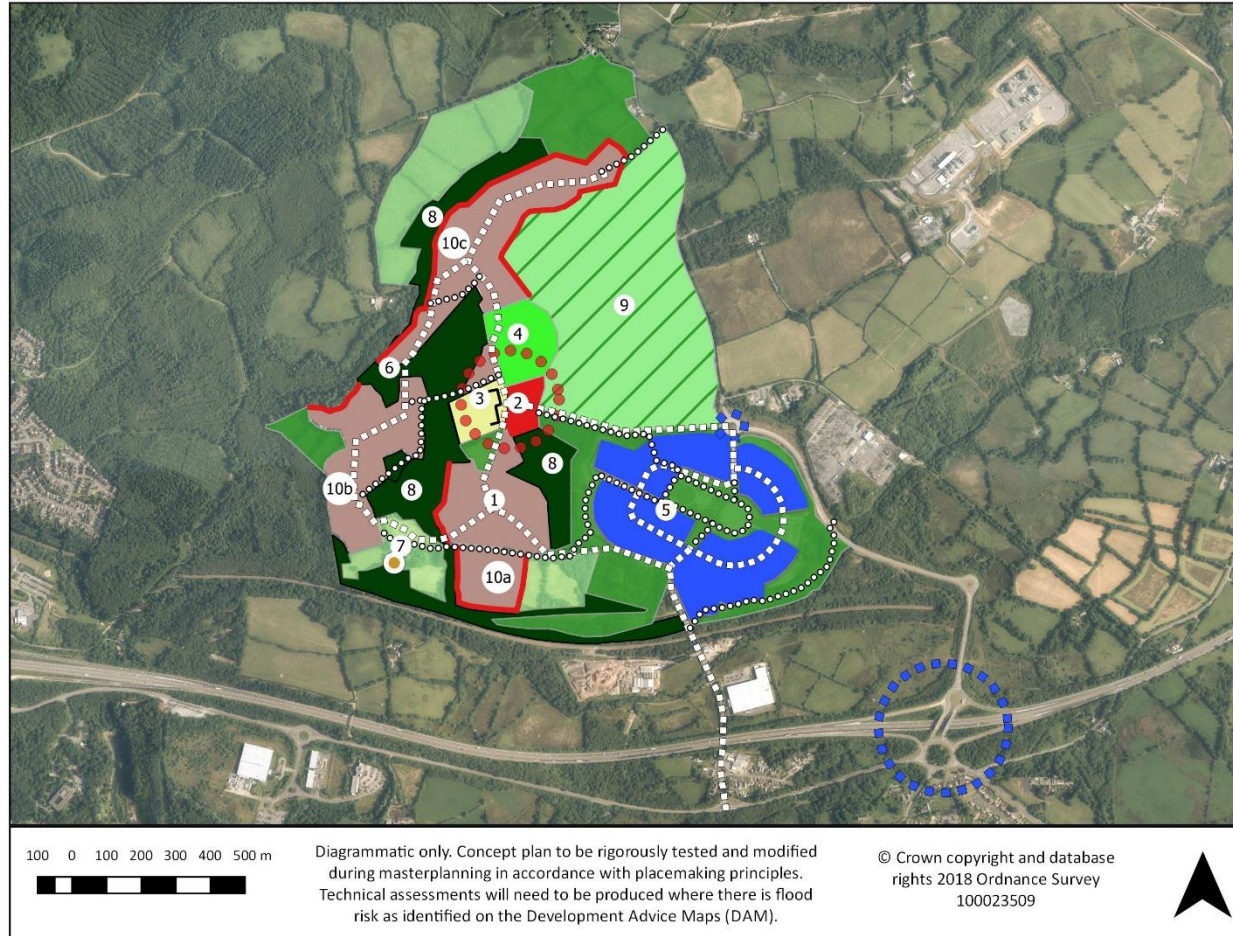 8
10c
9
4
6
3
2
8
8
10b
1
5
7
10a
100 0 100 200 300 400 500 m
Diagrammatic only. Concept plan to be rigorously tested and modified
during masterplanning in accordance with placemaking principles.
Technical assessments will need to be produced where there is flood
risk as identified on the Development Advice Maps (DAM).
© Crown copyright and database
rights 2018 Ordnance Survey
100023509